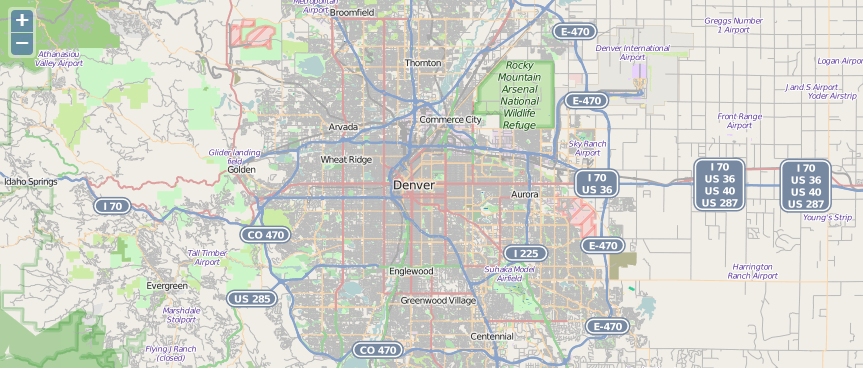 Metropolitan
Airport
Broomfield
+
−
E-470
Greggs Number
1 Airport
Athanasiou
Valley Airport
Denver International
Airport
Thornton
Logan Airpor
Rocky
Mountain
Arsenal
National
Wildlife
Refuge
J and S Airport
Yoder Airstrip
E-470
Front Range
Airport
Commerce City
Arvada
Sky Ranch
Airport
Glider landing
field
Golden
Wheat Ridge
Idaho Springs
I 70
US 36
I 70
US 36
US 40
US 287
I 70
US 36
US 40
US 287
Denver
Aurora
I 70
Young's Strip.
CO 470
E-470
I 225
Tall Timber
Airport
Englewood
Suhaka Model
Airfield
Harrington
Ranch Airport
Evergreen
US 285
Greenwood Village
Marshdale
Stolport
E-470
Centennial
Flying J Ranch
(closed)
CO 470